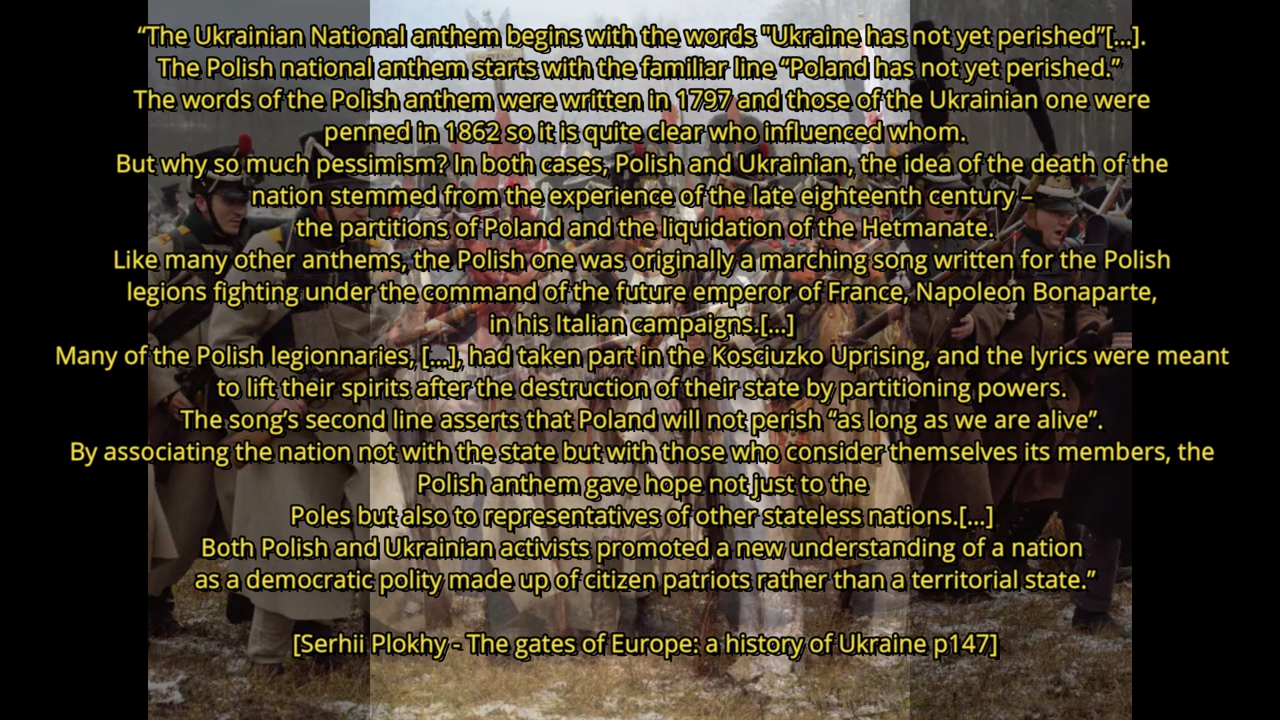 “The Ukrainian National anthem begins with the words "Ukraine has not yet perished”[...].
The Polish national anthem starts with the familiar line “Poland has not yet perished.”
The words of the Polish anthem were written in 1797 and those of the Ukrainian one were
penned in 1862 so it is quite clear who influenced whom.
But why so much pessimism? In both cases, Polish and Ukrainian, the idea of the death of the
nation stemmed from the experience of the late eighteenth century –
the partitions of Poland and the liquidation of the Hetmanate.
Like many other anthems, the Polish one was originally a marching song written for the Polish
legions fighting under the command of the future emperor of France, Napoleon Bonaparte,
in his Italian campaigns.[...]
Many of the Polish legionnaries, [...], had taken part in the Kosciuzko Uprising, and the lyrics were meant
to lift their spirits after the destruction of their state by partitioning powers.
The song’s second line asserts that Poland will not perish “as long as we are alive”.
By associating the nation not with the state but with those who consider themselves its members, the
Polish anthem gave hope not just to the
Poles but also to representatives of other stateless nations.[...]
Both Polish and Ukrainian activists promoted a new understanding of a nation
as a democratic polity made up of citizen patriots rather than a territorial state.”
[Serhii Plokhy - The gates of Europe: a history of Ukraine p147]